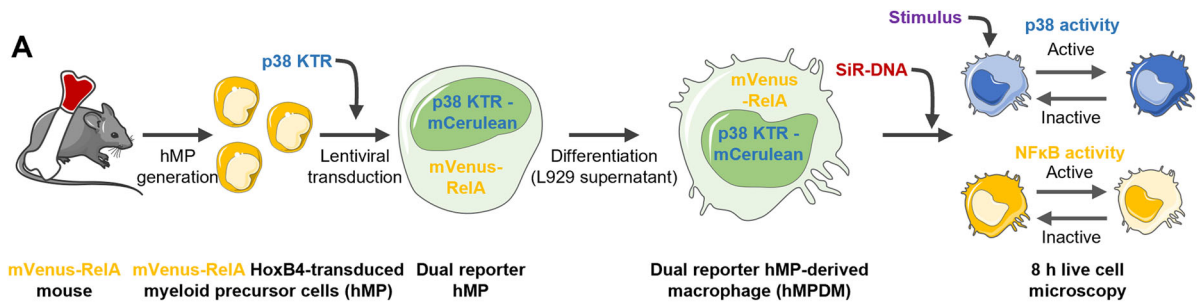 A
hMP
generation
p38 KTR
Lentiviral
transduction
p38 KTR -
mCerulean
mVenus-
RelA
Differentiation
(L929 supernatant)
mVenus
-RelA
p38 KTR -
mCerulean
SiR-DNA
Stimulus
p38 activity
Active
Inactive
NFκB activity
Active
Inactive
mVenus-RelA
mouse
mVenus-RelA HoxB4-transduced
myeloid precursor cells (hMP)
Dual reporter
hMP
Dual reporter hMP-derived
macrophage (hMPDM)
8 h live cell
microscopy